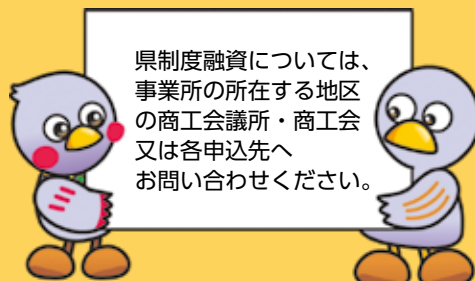 県制度融資については、
事業所の所在する地区
の商工会議所・商工会
又は各申込先へ
お問い合わせください。